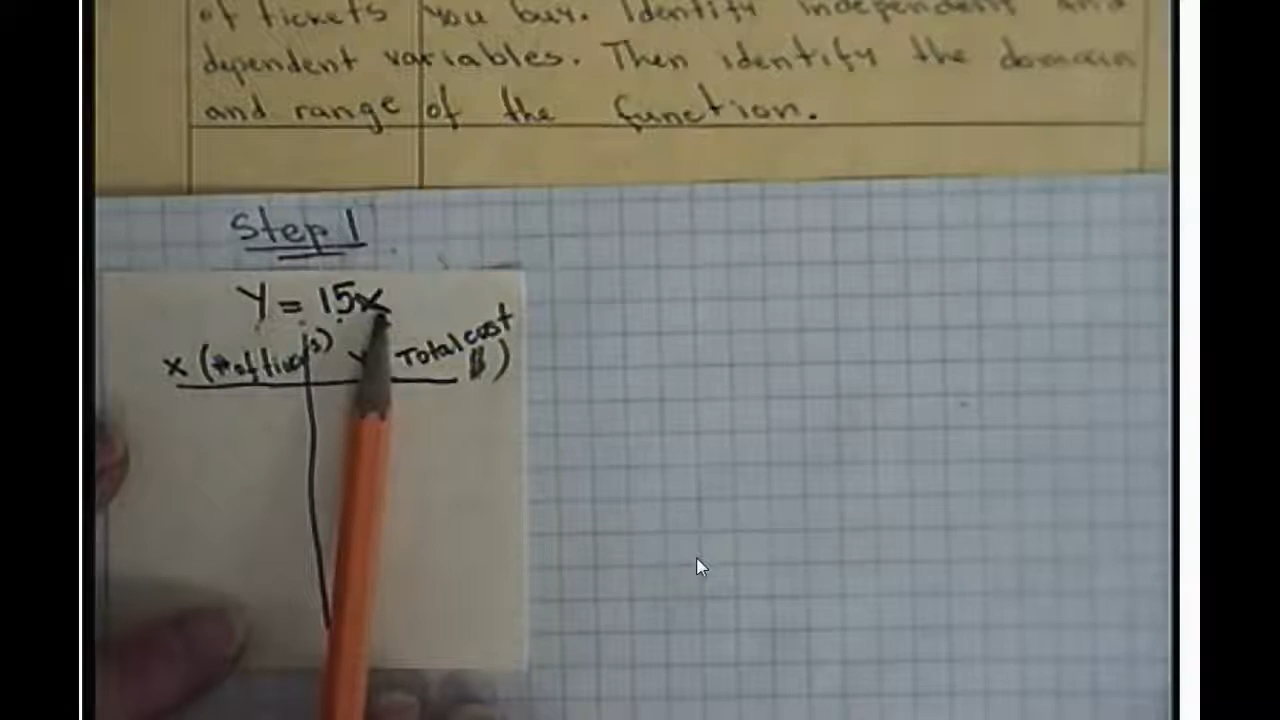 of tickets you buy. Identify independent and
dependent variables. Then identify the domain
and range of the function.
Step 1
Y = 15x
x (# of Total cost
$)